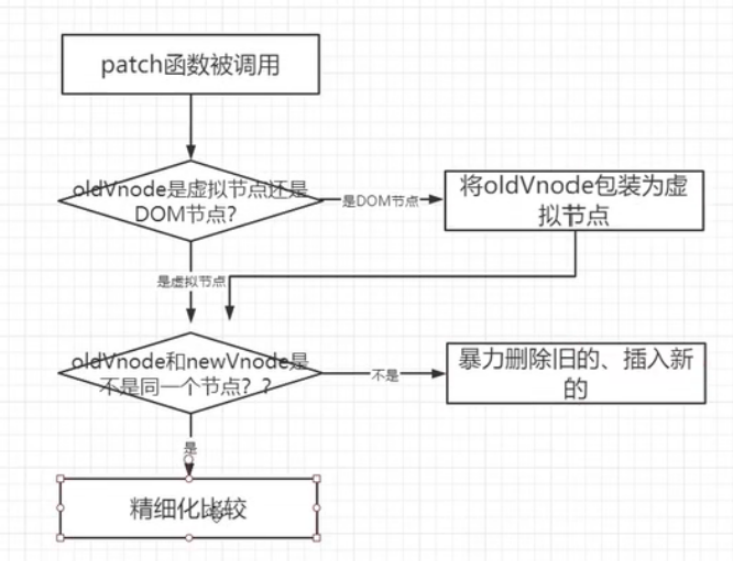 patch函数被调用
oldVnode是虚拟节点还是
DOM节点？
是DOM节点
将oldVnode包装为虚
拟节点
是虚拟节点
oldVnode和newVnode是
不是同一个节点？?
不是
暴力删除旧的、插入新
的
是
精细化比较